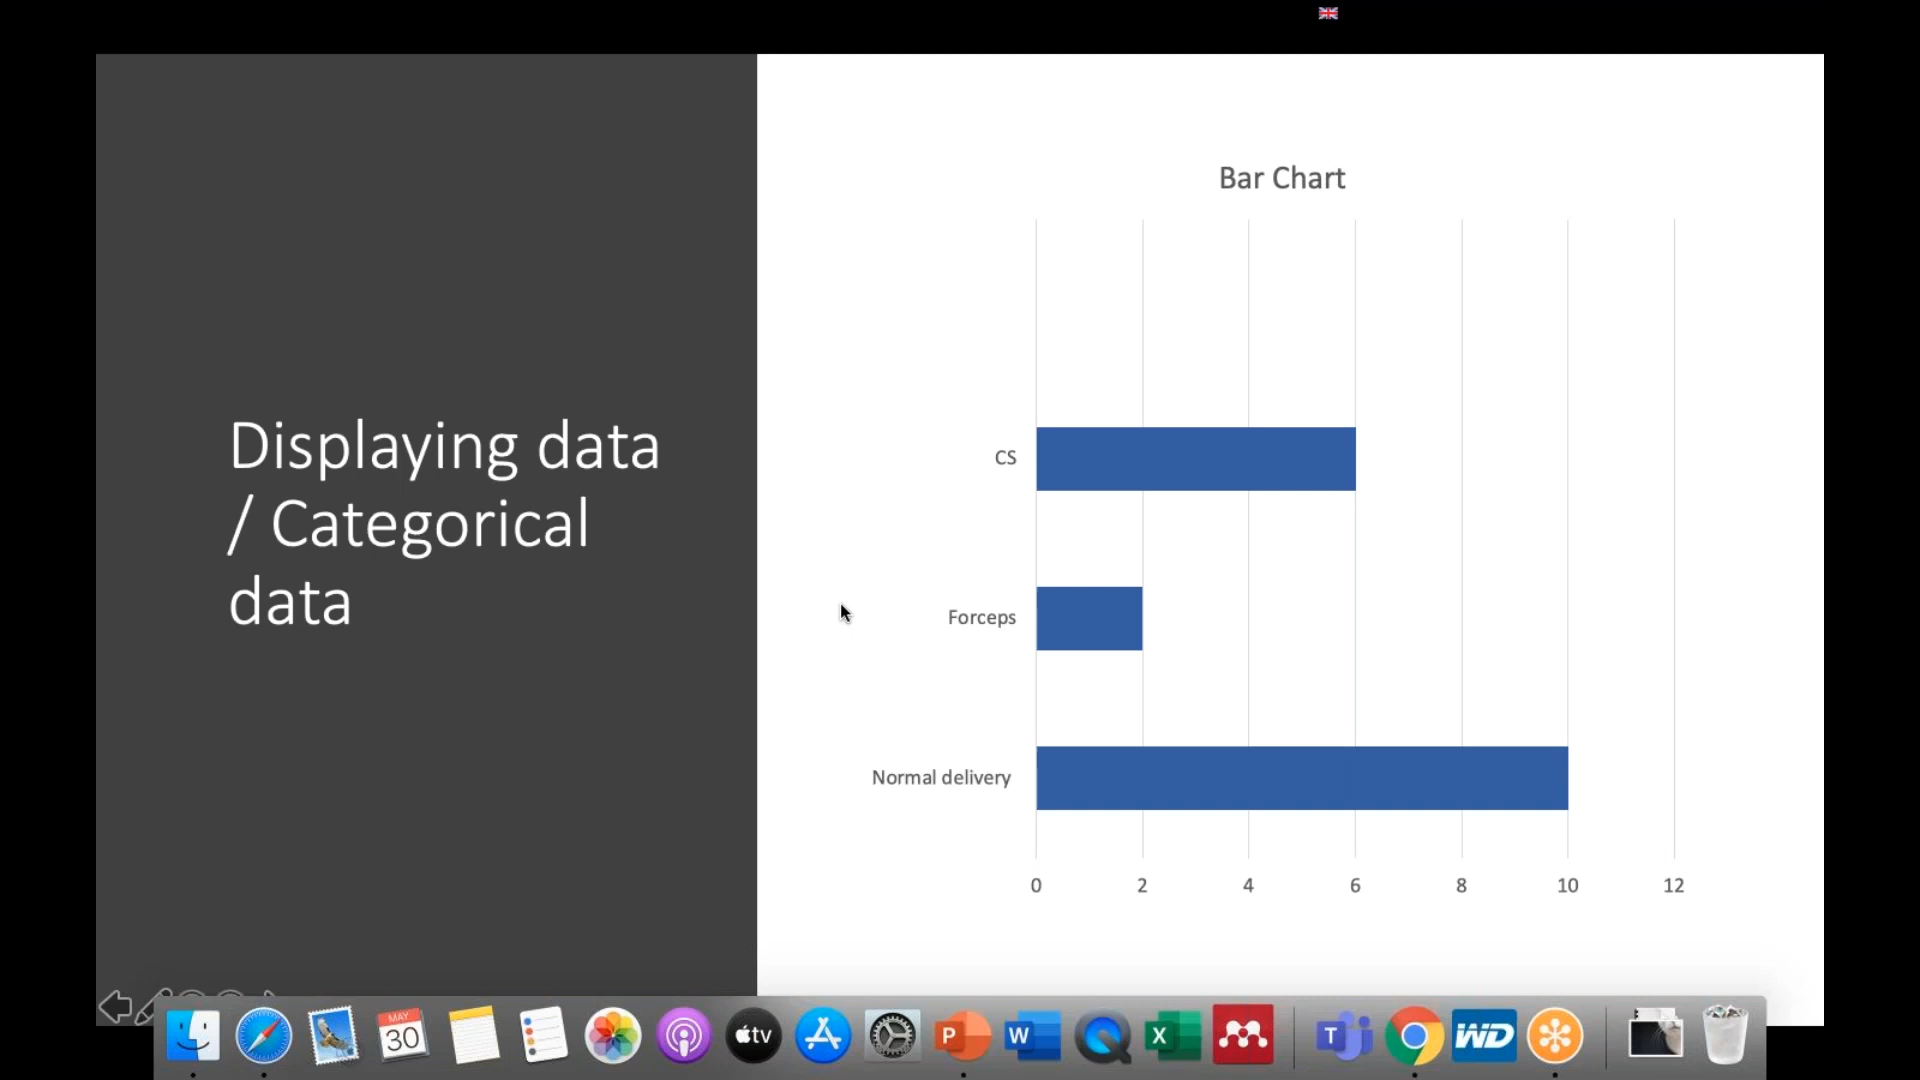 Displaying data
/ Categorical
data
Bar Chart
CS
Forceps
Normal delivery
0 2 4 6 8 10 12
MAY
30
tv
P
W
X
T
WD